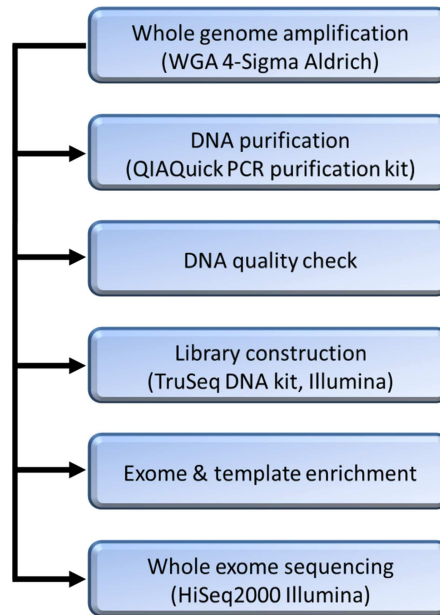 Whole genome amplification
(WGA 4-Sigma Aldrich)
DNA purification
(QIAQuick PCR purification kit)
DNA quality check
Library construction
(TruSeq DNA kit, Illumina)
Exome & template enrichment
Whole exome sequencing
(HiSeq2000 Illumina)